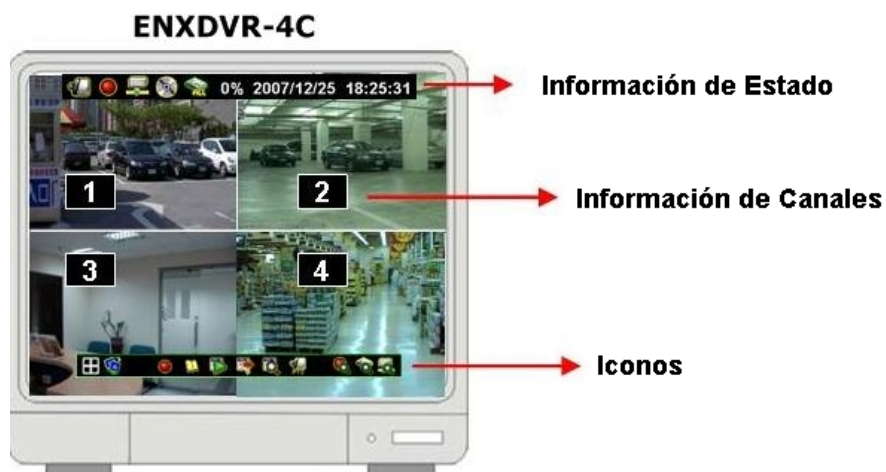 ENXDVR-4C
0% 2007/12/25 18:25:31
Información de Estado
1
2
Información de Canales
3
4
Iconos